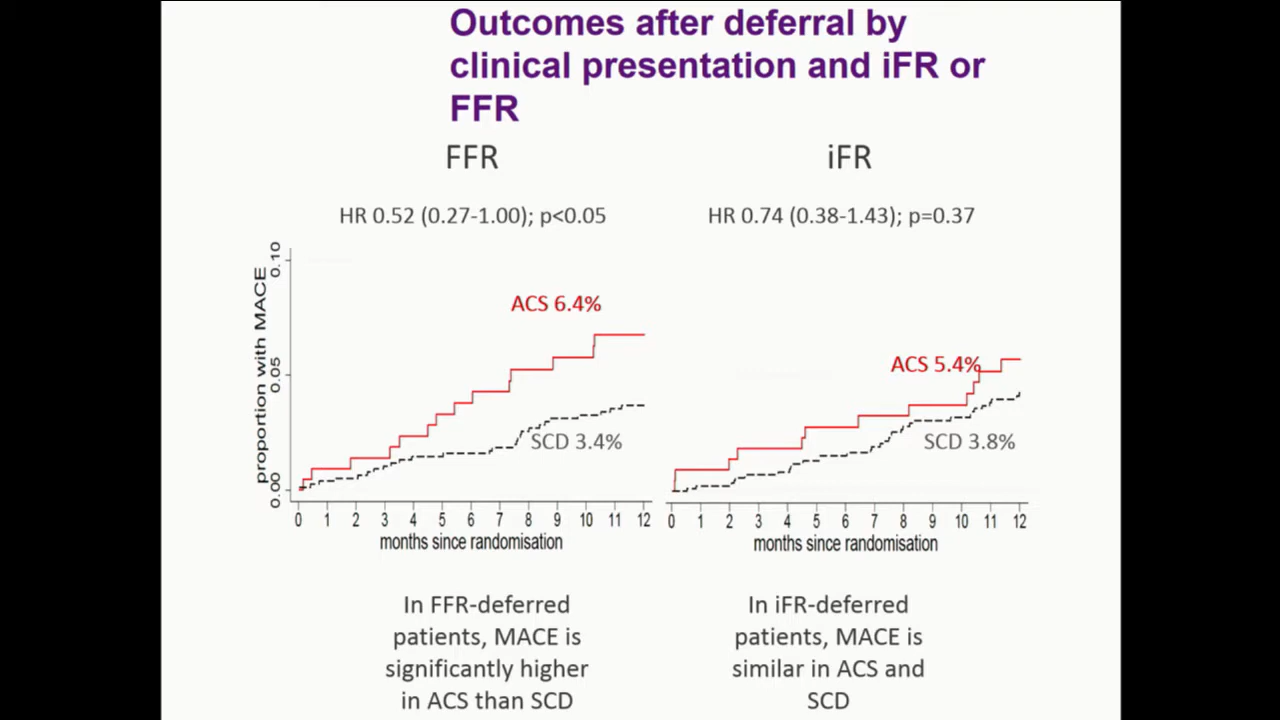 Outcomes after deferral by
clinical presentation and iFR or
FFR
FFR
HR 0.52 (0.27-1.00); p<0.05
proportion with MACE
0.10
0.05
0.00
ACS 6.4%
SCD 3.4%
0 1 2 3 4 5 6 7 8 9 10 11 12
months since randomisation
In FFR-deferred
patients, MACE is
significantly higher
in ACS than SCD
iFR
HR 0.74 (0.38-1.43); p=0.37
ACS 5.4%
SCD 3.8%
0 1 2 3 4 5 6 7 8 9 10 11 12
months since randomisation
In iFR-deferred
patients, MACE is
similar in ACS and
SCD